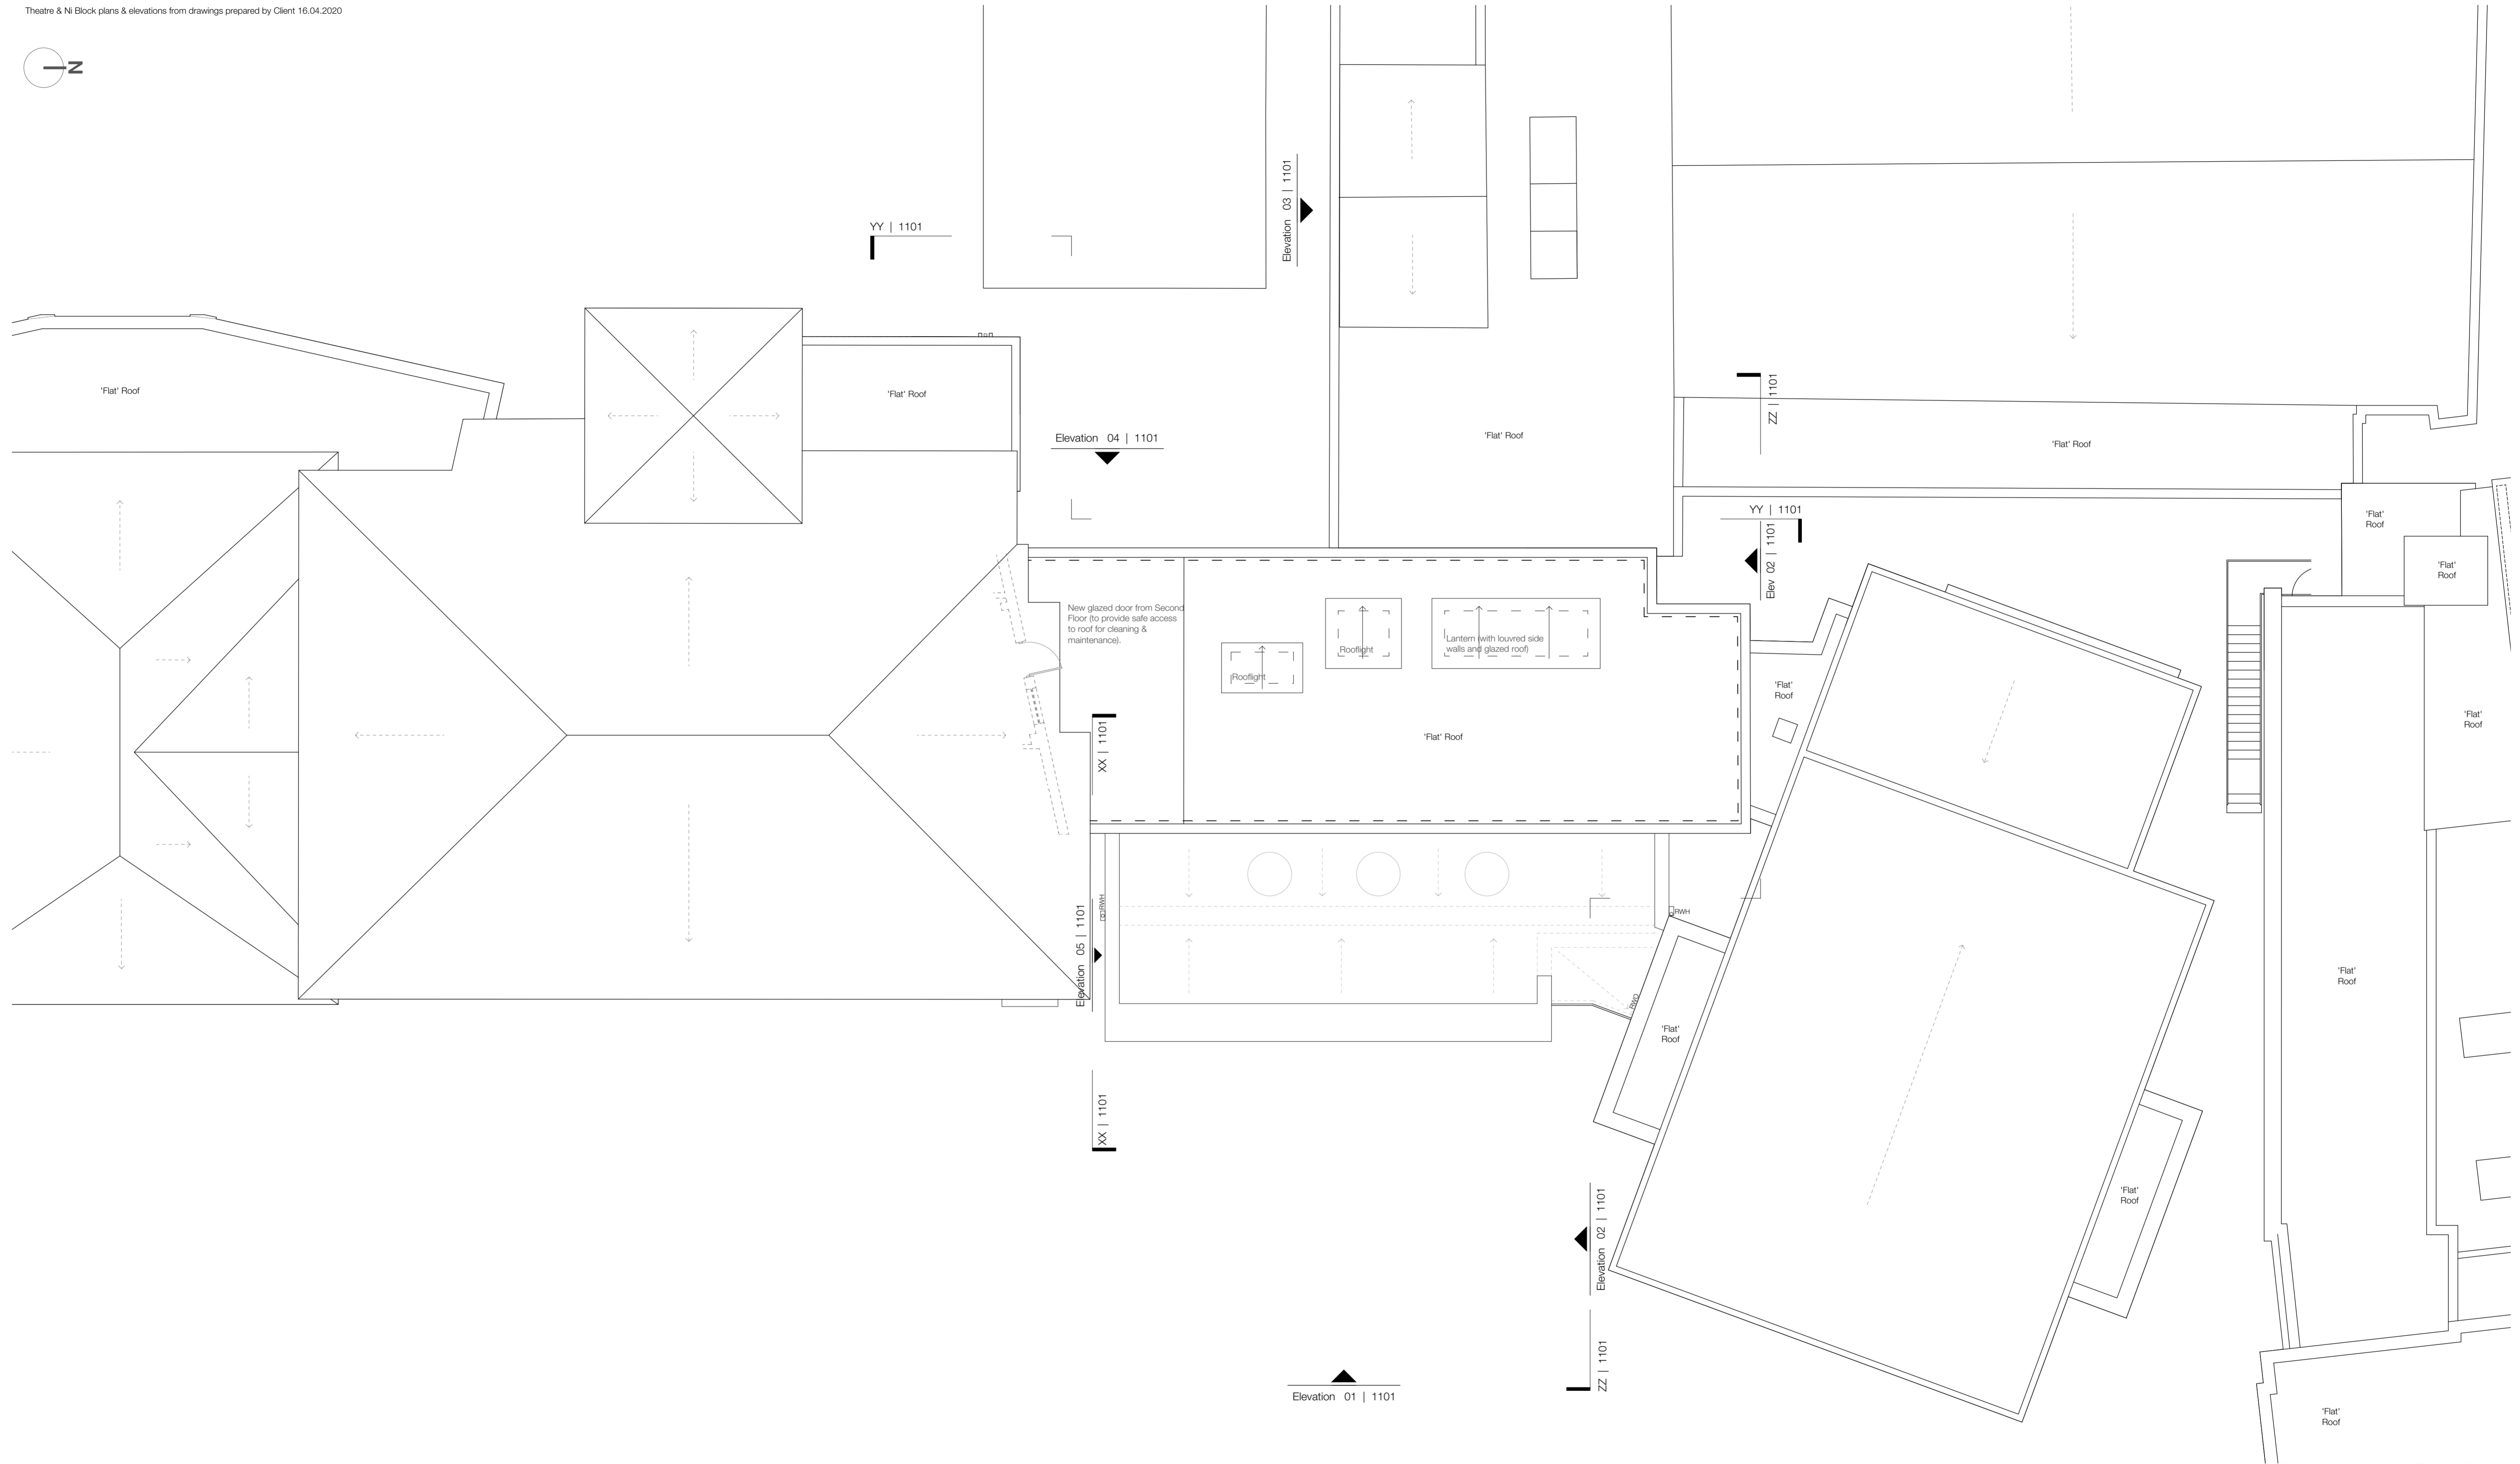 Theatre & Ni Block plans & elevations from drawings prepared by Client 16.04.2020
N
YY | 1101
Elevation 03 | 1101
'Flat' Roof
'Flat' Roof
Elevation 04 | 1101
'Flat' Roof
ZZ | 1101
'Flat' Roof
YY | 1101
Elev 02 | 1101
'Flat'
Roof
'Flat'
Roof
New glazed door from Second
Floor (to provide safe access
to roof for cleaning &
maintenance).
Rooflight
Rooflight
Lantern (with louvred side
walls and glazed roof)
'Flat'
Roof
'Flat'
Roof
XX | 1101
'Flat' Roof
RWH
RWH
Elevation 05 | 1101
RWO
'Flat'
Roof
'Flat'
Roof
XX | 1101
'Flat'
Roof
Elevation 02 | 1101
ZZ | 1101
Elevation 01 | 1101
'Flat'
Roof